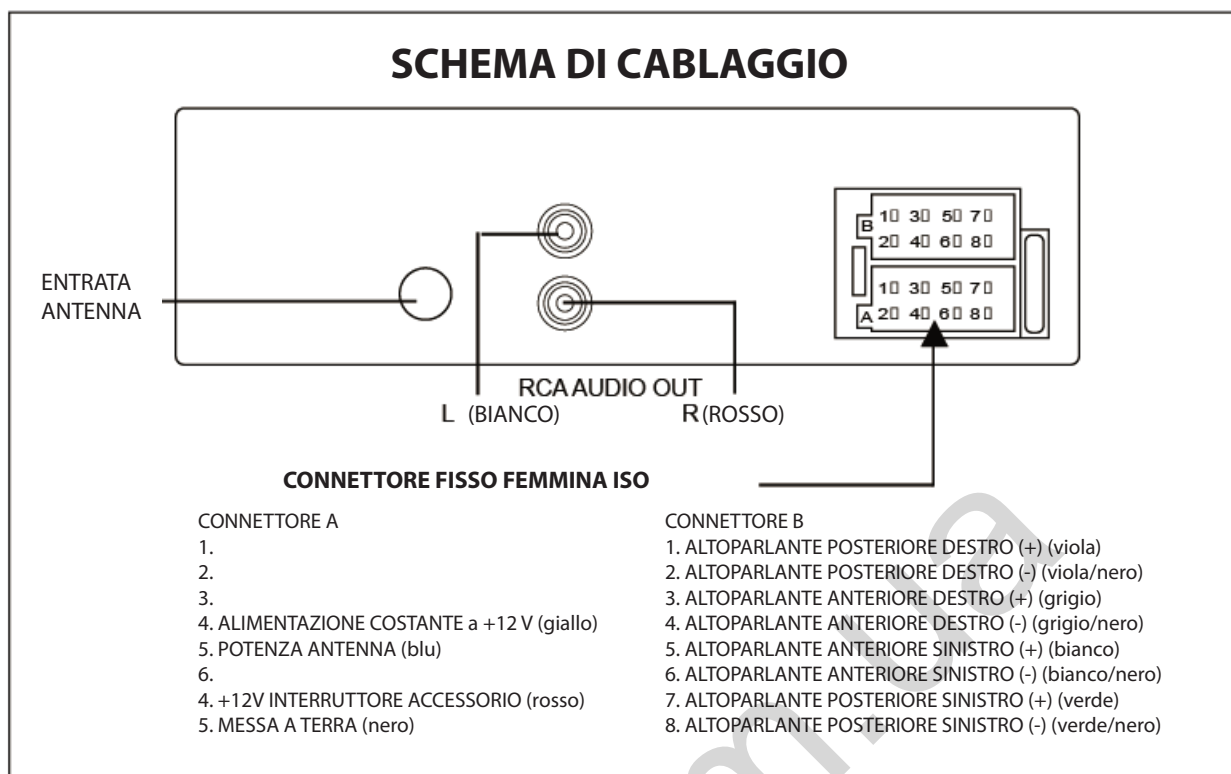 SCHEMA DI CABLAGGIO
B 1 3 5 7
2 4 6 8
1 3 5 7
A 2 4 6 8
ENTRATA
ANTENNA
RCA AUDIO OUT
L (BIANCO) R (ROSSO)
CONNETTORE FISSO FEMMINA ISO
CONNETTORE A
1.
2.
3.
4. ALIMENTAZIONE COSTANTE a +12 V (giallo)
5. POTENZA ANTENNA (blu)
6.
4. +12V INTERRUTTORE ACCESSORIO (rosso)
5. MESSA A TERRA (nero)
CONNETTORE B
1. ALTOPARLANTE POSTERIORE DESTRO (+) (viola)
2. ALTOPARLANTE POSTERIORE DESTRO (-) (viola/nero)
3. ALTOPARLANTE ANTERIORE DESTRO (+) (grigio)
4. ALTOPARLANTE ANTERIORE DESTRO (-) (grigio/nero)
5. ALTOPARLANTE ANTERIORE SINISTRO (+) (bianco)
6. ALTOPARLANTE ANTERIORE SINISTRO (-) (bianco/nero)
7. ALTOPARLANTE POSTERIORE SINISTRO (+) (verde)
8. ALTOPARLANTE POSTERIORE SINISTRO (-) (verde/nero)